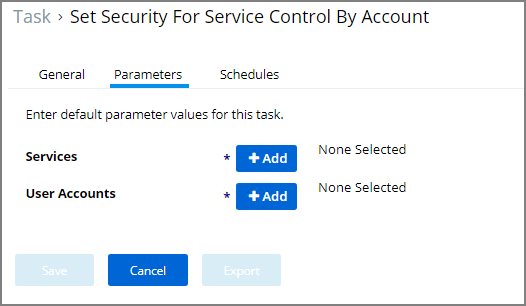 Task › Set Security For Service Control By Account
General Parameters Schedules
Enter default parameter values for this task.
Services * +Add None Selected
User Accounts * +Add None Selected
Save Cancel Export